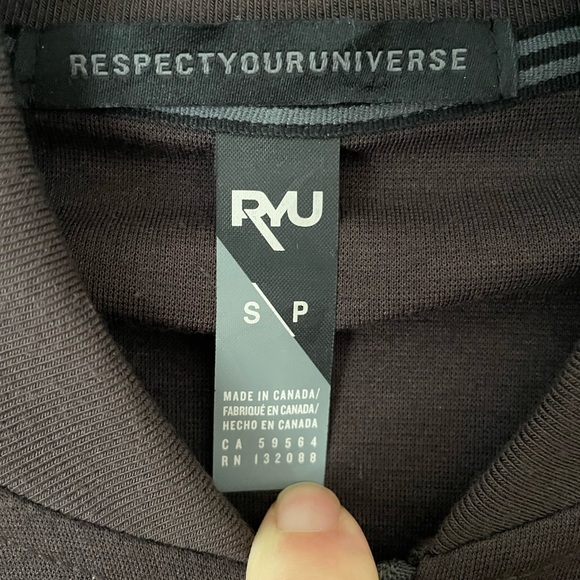 RESPECTYOURUNIVERSE
RYU
S P
MADE IN CANADA/
FABRIQUÉ EN CANADA/
HECHO EN CANADA
CA 59564
RN 132088